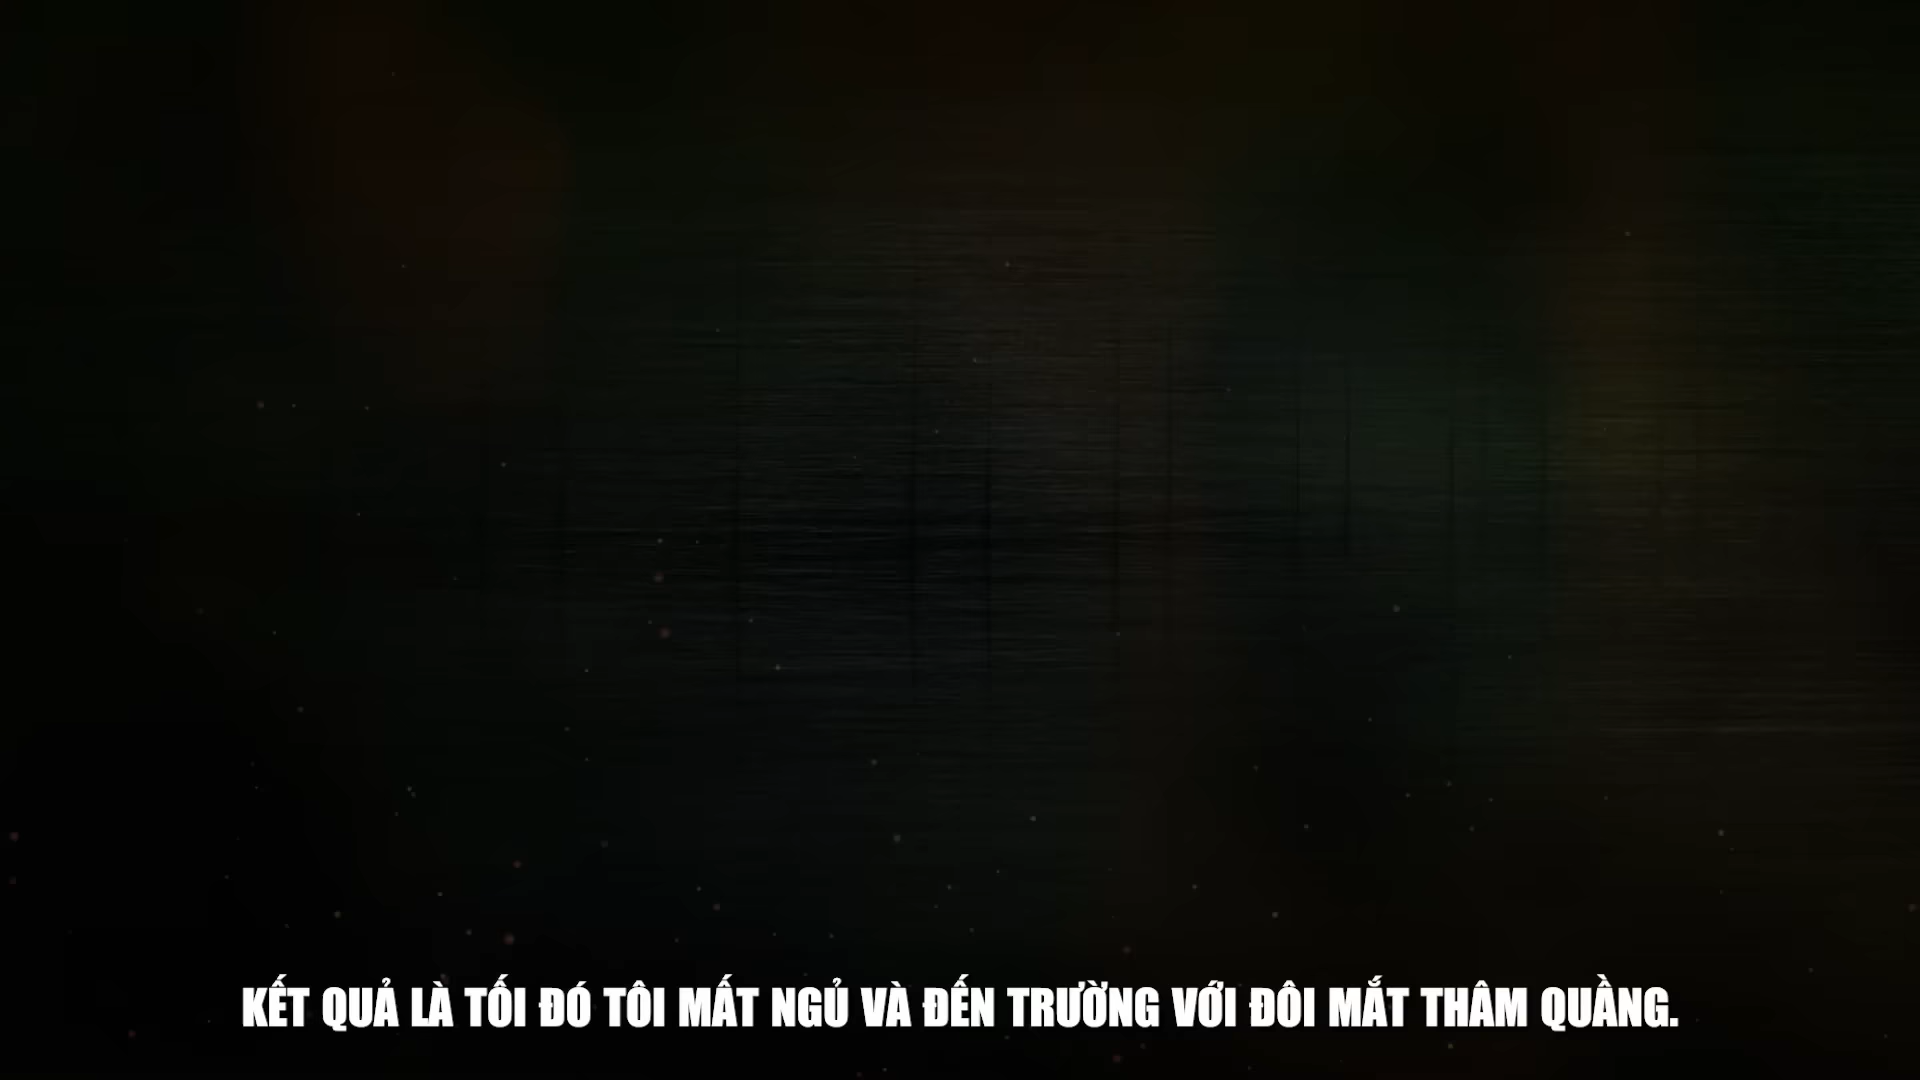 KẾT QUẢ LÀ TỐI ĐÓ TÔI MẤT NGỦ VÀ ĐẾN TRƯỜNG VỚI ĐÔI MẮT THÂM QUẦNG.